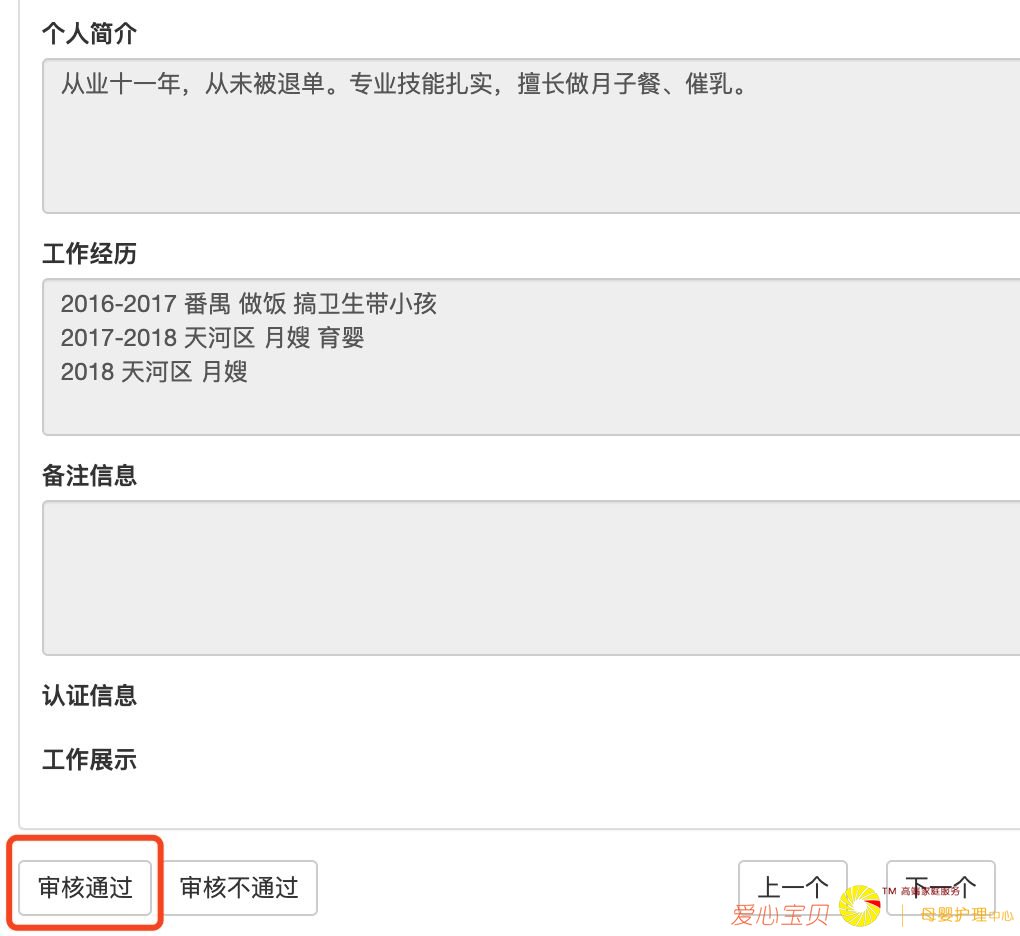 个人简介
从业十一年，从未被退单。专业技能扎实，擅长做月子餐、催乳。
工作经历
2016-2017 番禺 做饭 搞卫生带小孩
2017-2018 天河区 月嫂 育婴
2018 天河区 月嫂
备注信息
认证信息
工作展示
审核通过 审核不通过 上一个 下一个
爱心宝贝 TM 高端家庭服务
母婴护理中心